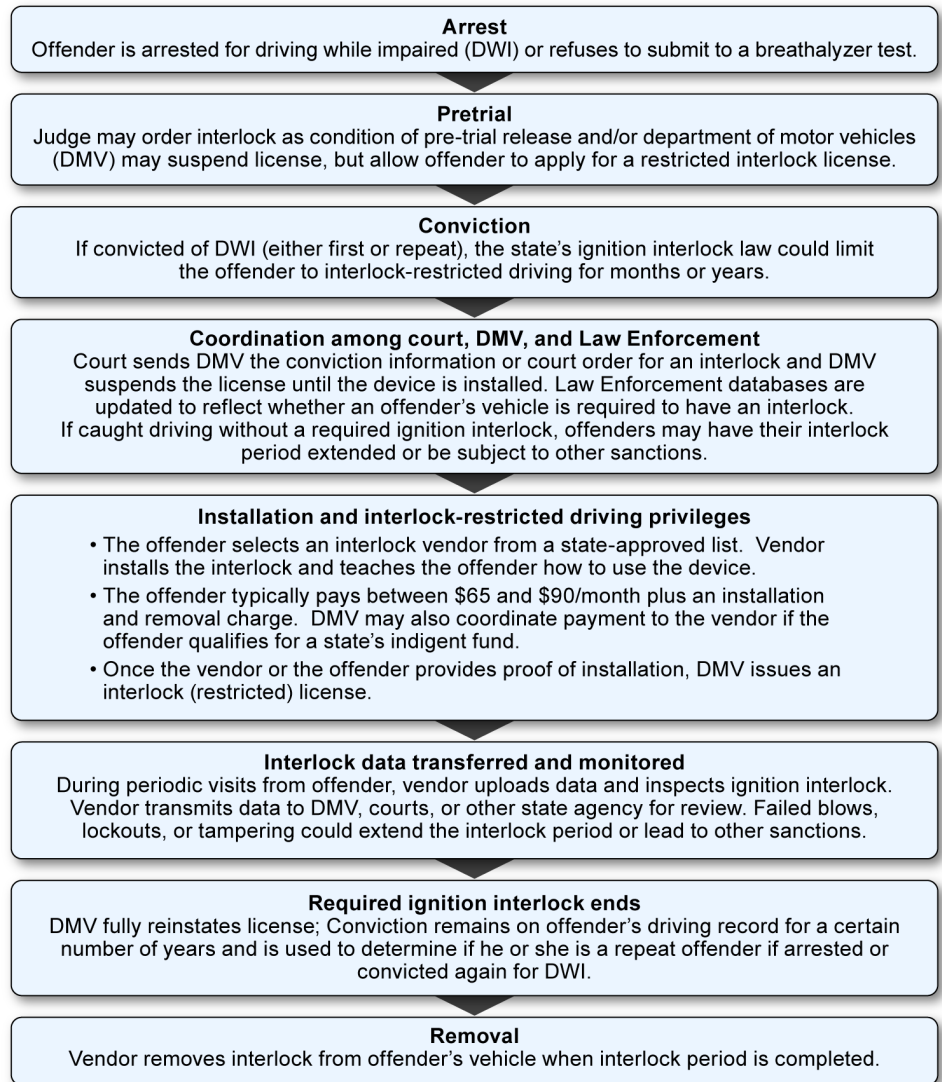 Arrest
Offender is arrested for driving while impaired (DWI) or refuses to submit to a breathalyzer test.
Pretrial
Judge may order interlock as condition of pre-trial release and/or department of motor vehicles
(DMV) may suspend license, but allow offender to apply for a restricted interlock license.
Conviction
If convicted of DWI (either first or repeat), the state's ignition interlock law could limit
the offender to interlock-restricted driving for months or years.
Coordination among court, DMV, and Law Enforcement
Court sends DMV the conviction information or court order for an interlock and DMV
suspends the license until the device is installed. Law Enforcement databases are
updated to reflect whether an offender's vehicle is required to have an interlock.
If caught driving without a required ignition interlock, offenders may have their interlock
period extended or be subject to other sanctions.
Installation and interlock-restricted driving privileges
• The offender selects an interlock vendor from a state-approved list. Vendor
installs the interlock and teaches the offender how to use the device.
• The offender typically pays between $65 and $90/month plus an installation
and removal charge. DMV may also coordinate payment to the vendor if the
offender qualifies for a state's indigent fund.
• Once the vendor or the offender provides proof of installation, DMV issues an
interlock (restricted) license.
Interlock data transferred and monitored
During periodic visits from offender, vendor uploads data and inspects ignition interlock.
Vendor transmits data to DMV, courts, or other state agency for review. Failed blows,
lockouts, or tampering could extend the interlock period or lead to other sanctions.
Required ignition interlock ends
DMV fully reinstates license; Conviction remains on offender's driving record for a certain
number of years and is used to determine if he or she is a repeat offender if arrested or
convicted again for DWI.
Removal
Vendor removes interlock from offender's vehicle when interlock period is completed.